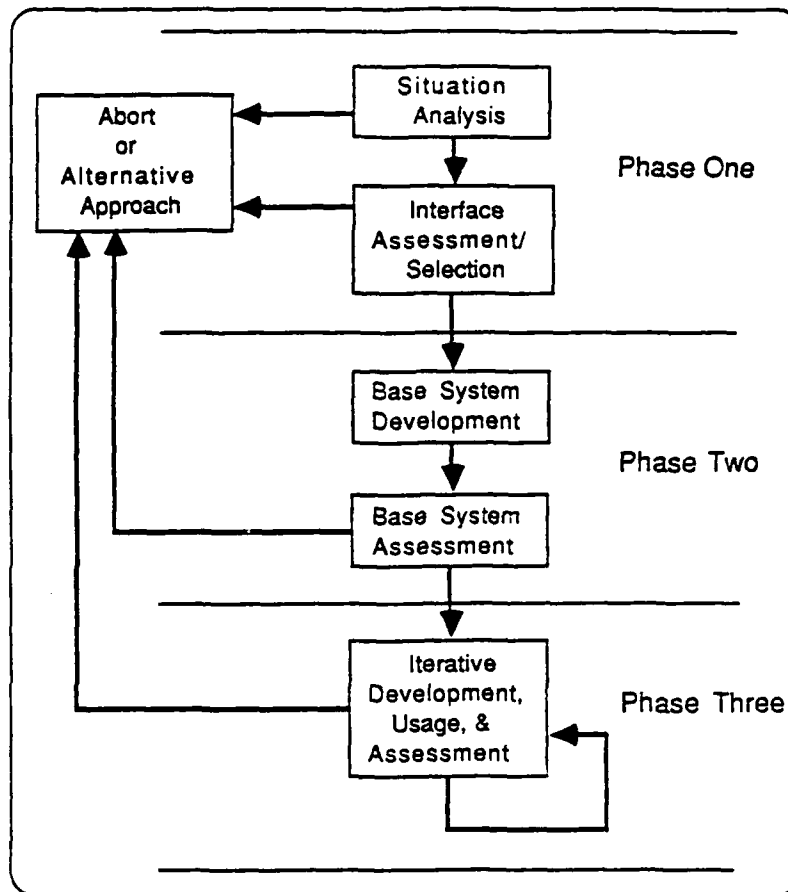 Situation
Analysis
Abort
or
Alternative
Approach
Phase One
Interface
Assessment/
Selection
Base System
Development
Phase Two
Base System
Assessment
Iterative
Development,
Usage, &
Assessment
Phase Three